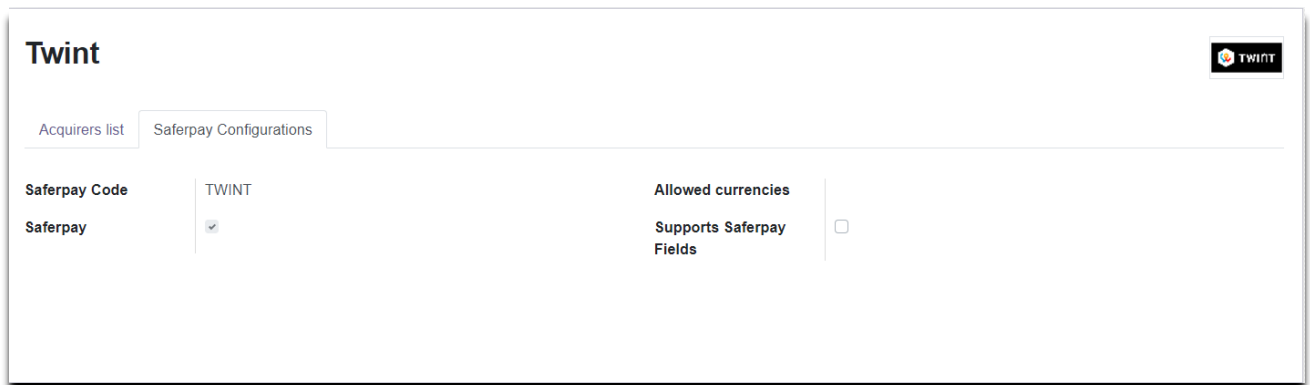 Twint
TWINT
Acquirers list
Saferpay Configurations
Saferpay Code
TWINT
Allowed currencies
Saferpay
Supports Saferpay
Fields